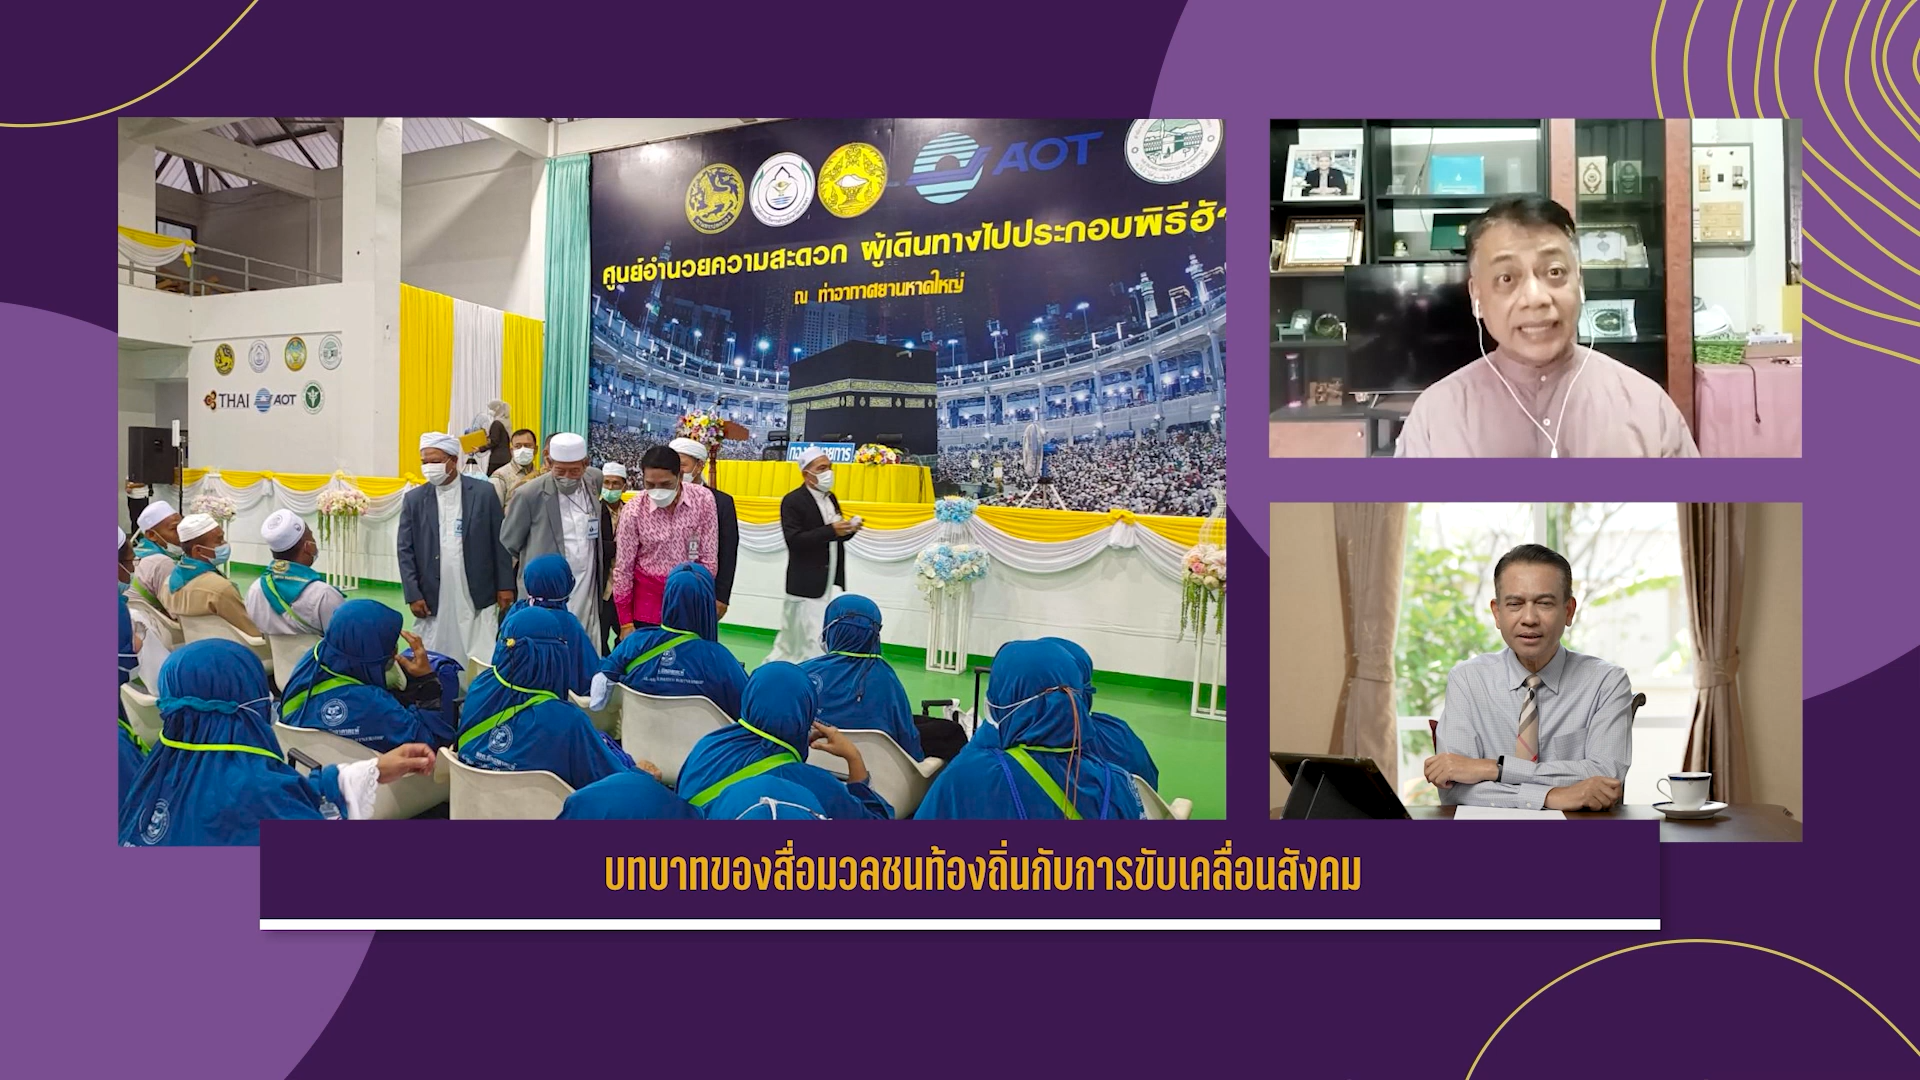 AOT
ศูนย์อำนวยความสะดวก ผู้เดินทางไปประกอบพิธีฮั
ณ ท่าอากาศยานหาดใหญ่
THAI AOT
บทบาทของสื่อมวลชนท้องถิ่นกับการขับเคลื่อนสังคม